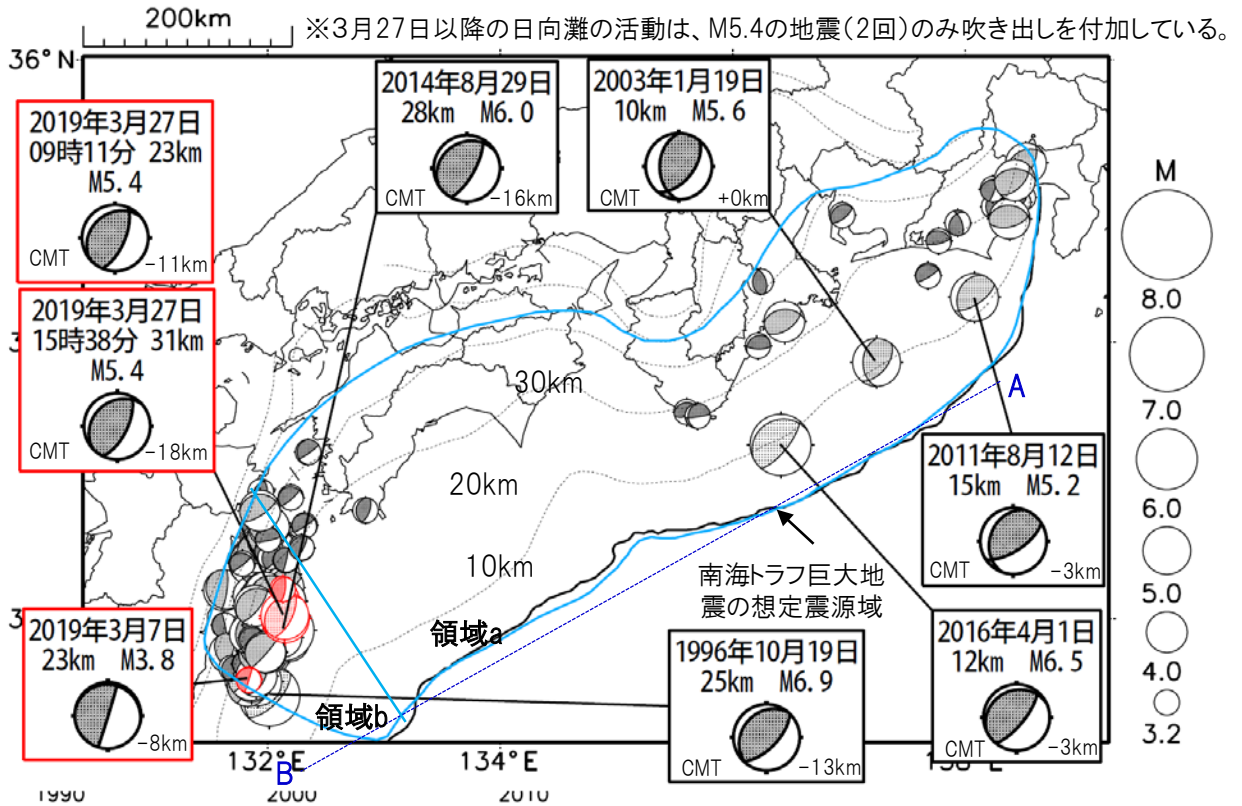 200km
※3月27日以降の日向灘の活動は、M5.4の地震(2回)のみ吹き出しを付加している。
36°N
2014年8月29日
28km M6.0
CMT
-16km
2003年1月19日
10km M5.6
CMT
+0km
2019年3月27日
09時11分 23km
M5.4
CMT
-11km
2019年3月27日
15時38分 31km
M5.4
CMT
-18km
M
8.0
7.0
6.0
5.0
4.0
3.2
30km
20km
10km
A
2011年8月12日
15km M5.2
CMT
-3km
南海トラフ巨大地
震の想定震源域
領域a
領域b
2019年3月7日
23km M3.8
-8km
1996年10月19日
25km M6.9
CMT
-13km
2016年4月1日
12km M6.5
CMT
-3km
132°E
134°E
B
1990
2000
2010